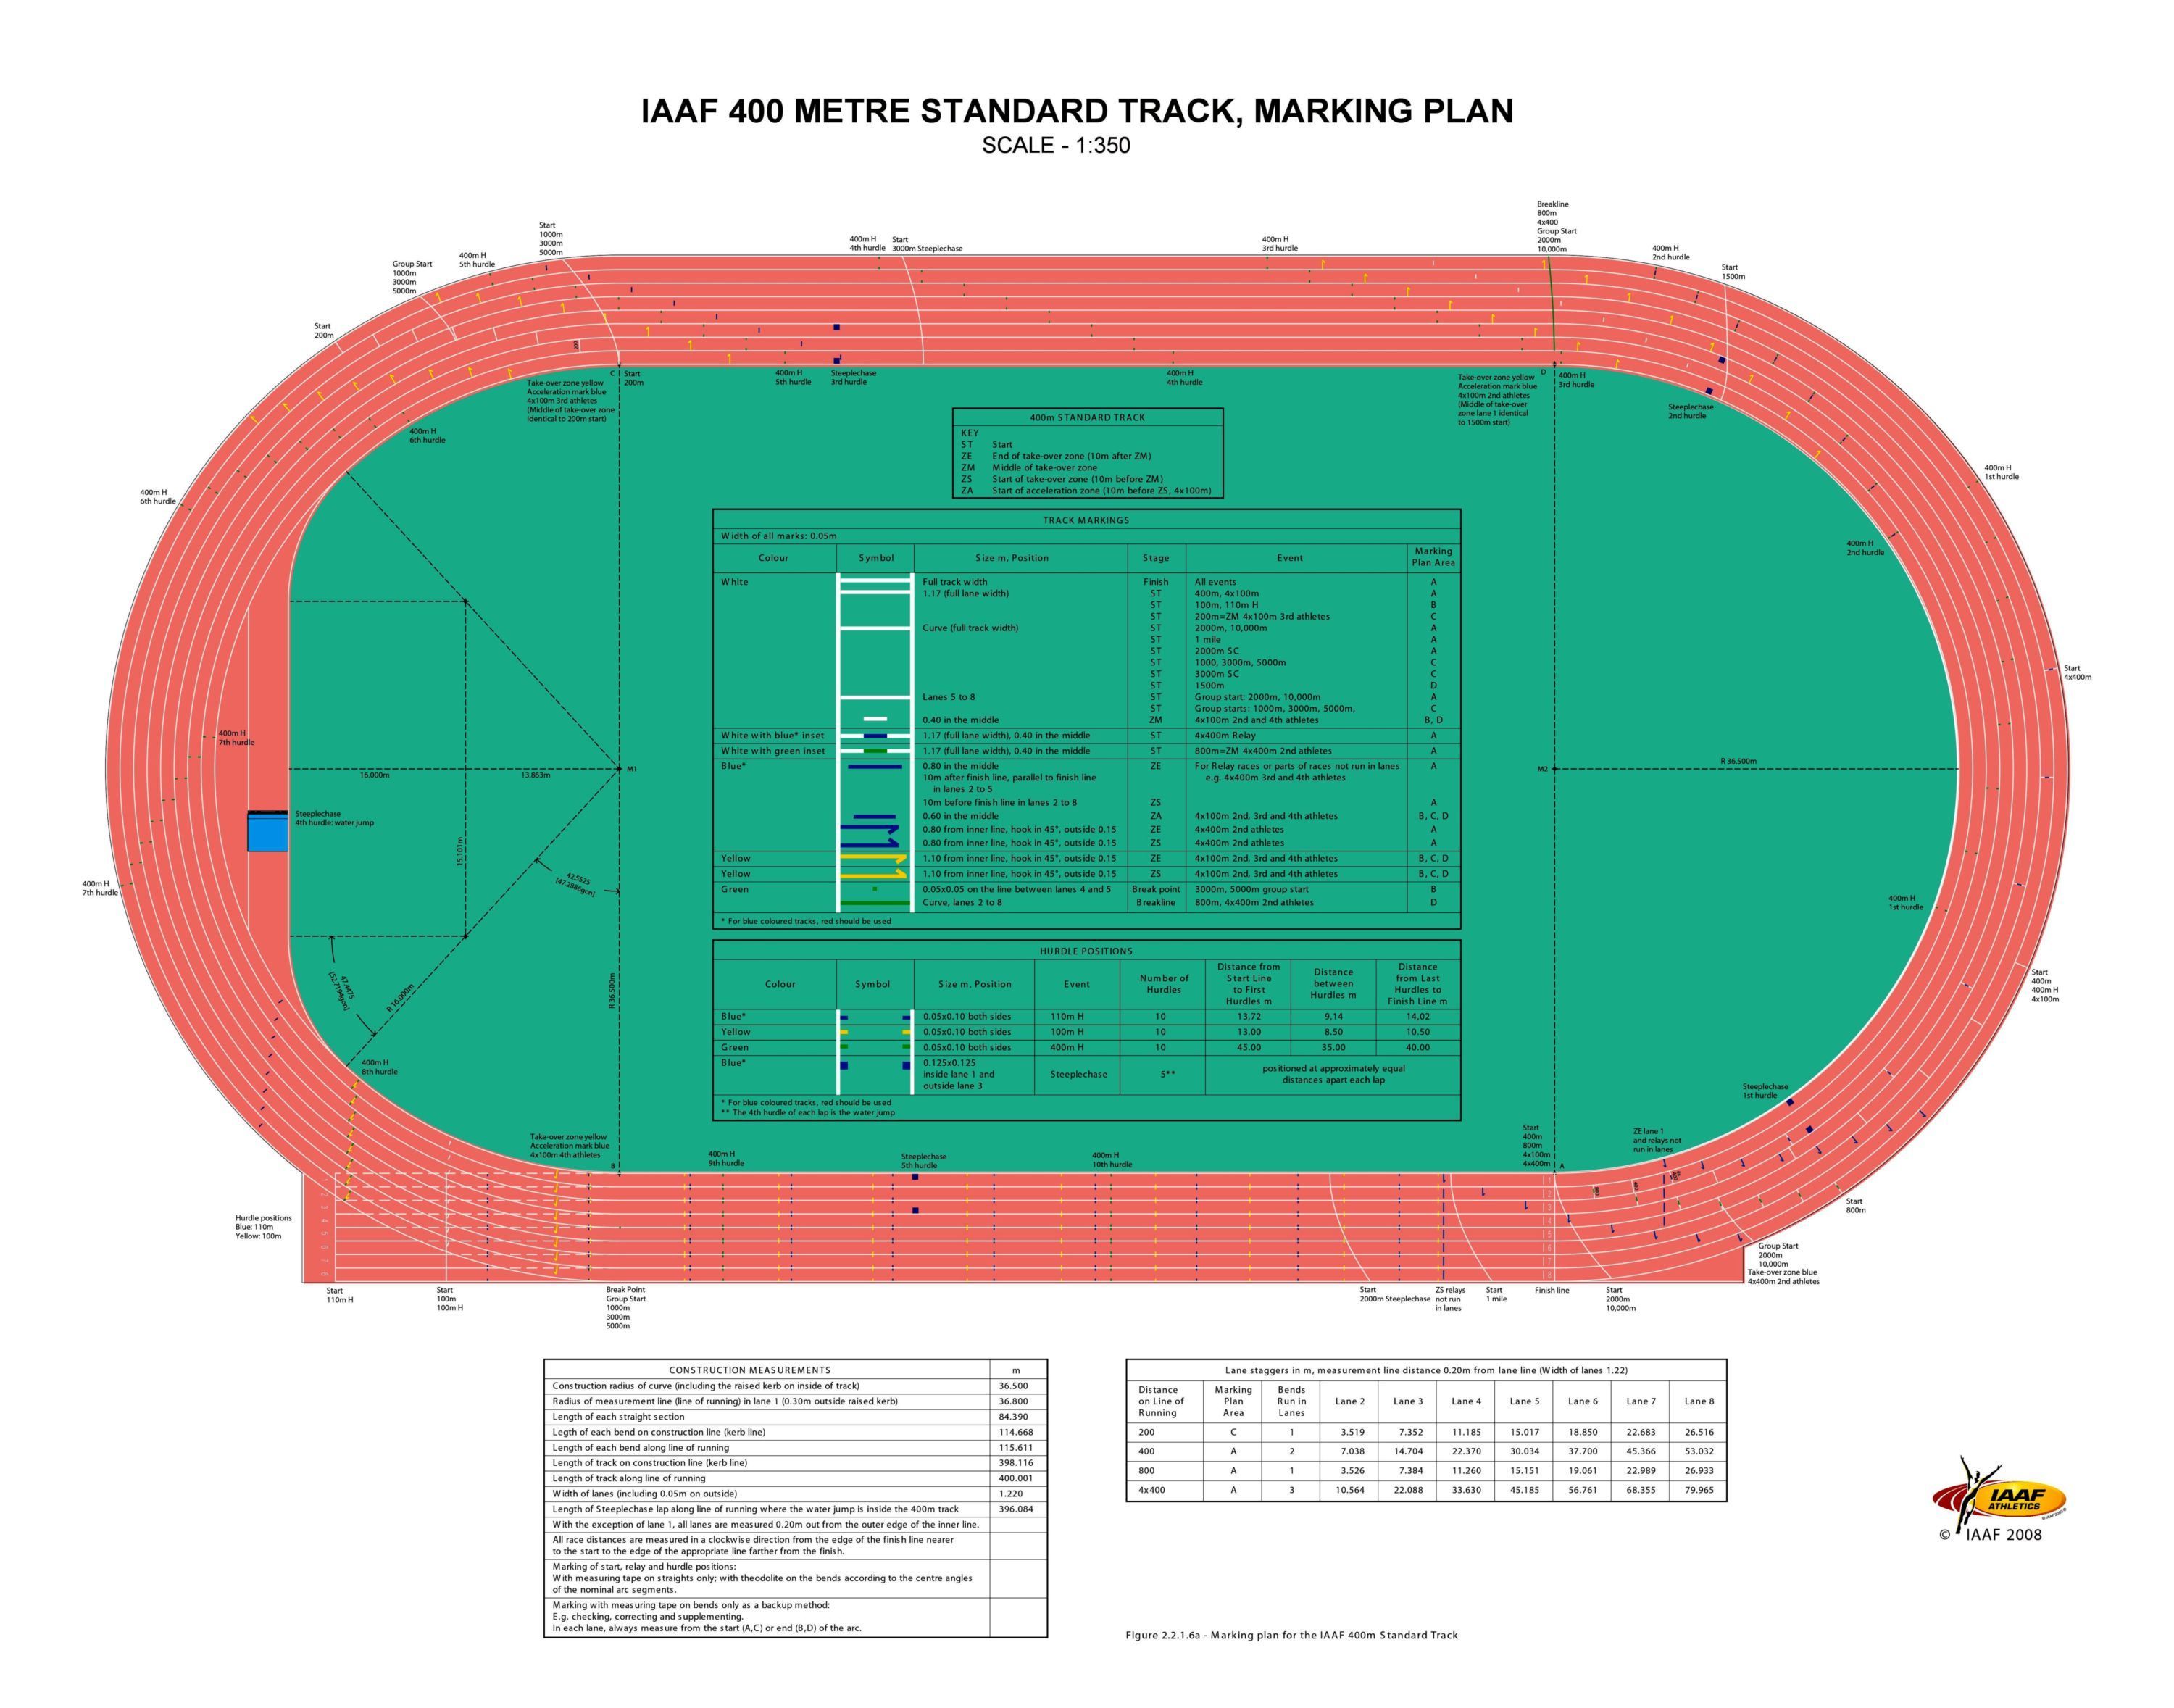 IAAF 400 METRE STANDARD TRACK, MARKING PLAN
SCALE - 1:350
Start
1000m
3000m
5000m
400m H
5th hurdle
Group Start
1000m
3000m
5000m
Start
200m
400m H
4th hurdle
Start
3000m Steeplechase
400m H
3rd hurdle
Breakline
800m
4x400
Group Start
2000m
10,000m
400m H
2nd hurdle
Start
1500m
C
Start
200m
Take-over zone yellow
Acceleration mark blue
4x100m 3rd athletes
(Middle of take-over zone
identical to 200m start)
400m H
5th hurdle
Steeplechase
3rd hurdle
400m H
4th hurdle
Take-over zone yellow
Acceleration mark blue
4x100m 2nd athletes
(Middle of take-over
zone lane 1 identical
to 1500m start)
D
400m H
3rd hurdle
Steeplechase
2nd hurdle
400m H
6th hurdle
400m H
6th hurdle
400m H
1st hurdle
400m H
2nd hurdle
400m STANDARD TRACK
KEY
ST Start
ZE End of take-over zone (10m after ZM)
ZM Middle of take-over zone
ZS Start of take-over zone (10m before ZM)
ZA Start of acceleration zone (10m before ZS, 4x100m)
TRACK MARKINGS
Width of all marks: 0.05m
Colour Symbol Size m, Position Stage Event Marking Plan Area
White Full track width Finish All events A
1.17 (full lane width) ST 400m, 4x100m A
ST 100m, 110m H B
ST 200m=ZM 4x100m 3rd athletes C
Curve (full track width) ST 2000m, 10,000m A
ST 1 mile A
ST 2000m SC A
ST 1000, 3000m, 5000m C
ST 3000m SC C
ST 1500m D
Lanes 5 to 8 ST Group start: 2000m, 10,000m A
ST Group starts: 1000m, 3000m, 5000m, C
0.40 in the middle ZM 4x100m 2nd and 4th athletes B, D
White with blue* inset 1.17 (full lane width), 0.40 in the middle ST 4x400m Relay A
White with green inset 1.17 (full lane width), 0.40 in the middle ST 800m=ZM 4x400m 2nd athletes A
Blue* 0.80 in the middle ZE For Relay races or parts of races not run in lanes A
10m after finish line, parallel to finish line e.g. 4x400m 3rd and 4th athletes
in lanes 2 to 5
10m before finish line in lanes 2 to 8 ZS A
0.60 in the middle ZA 4x100m 2nd, 3rd and 4th athletes B, C, D
0.80 from inner line, hook in 45°, outside 0.15 ZE 4x400m 2nd athletes A
0.80 from inner line, hook in 45°, outside 0.15 ZS 4x400m 2nd athletes A
Yellow 1.10 from inner line, hook in 45°, outside 0.15 ZE 4x100m 2nd, 3rd and 4th athletes B, C, D
Yellow 1.10 from inner line, hook in 45°, outside 0.15 ZS 4x100m 2nd, 3rd and 4th athletes B, C, D
Green 0.05x0.05 on the line between lanes 4 and 5 Break point 3000m, 5000m group start B
Curve, lanes 2 to 8 Breakline 800m, 4x400m 2nd athletes D
* For blue coloured tracks, red should be used
HURDLE POSITIONS
Colour Symbol Size m, Position Event Number of Hurdles Distance from Start Line to First Hurdles m Distance between Hurdles m Distance from Last Hurdles to Finish Line m
Blue* 0.05x0.10 both sides 110m H 10 13,72 9,14 14,02
Yellow 0.05x0.10 both sides 100m H 10 13.00 8.50 10.50
Green 0.05x0.10 both sides 400m H 10 45.00 35.00 40.00
Blue* 0.125x0.125
inside lane 1 and
outside lane 3
Steeplechase 5** positioned at approximately equal
distances apart each lap
* For blue coloured tracks, red should be used
** The 4th hurdle of each lap is the water jump
400m H
7th hurdle
16.000m
13.863m
M1
M2
R 36.500m
Start
4x400m
Steeplechase
4th hurdle: water jump
15.101m
42.5525
(47.2886gon)
400m H
7th hurdle
400m H
1st hurdle
47.4475
(52.7194gon)
R 16.000m
R 36.500m
Start
400m
400m H
4x100m
400m H
8th hurdle
Steeplechase
1st hurdle
Take-over zone yellow
Acceleration mark blue
4x100m 4th athletes
B
400m H
9th hurdle
Steeplechase
5th hurdle
400m H
10th hurdle
Start
400m
800m
4x100m
4x400m
A
ZE lane 1
and relays not
run in lanes
Start
800m
Hurdle positions
Blue: 110m
Yellow: 100m
Group Start
2000m
10,000m
Take-over zone blue
4x400m 2nd athletes
Start
110m H
Start
100m
100m H
Break Point
Group Start
1000m
3000m
5000m
Start
2000m Steeplechase
ZS relays
not run
in lanes
Start
1 mile
Finish line
Start
2000m
10,000m
CONSTRUCTION MEASUREMENTS m
Construction radius of curve (including the raised kerb on inside of track) 36.500
Radius of measurement line (line of running) in lane 1 (0.30m outside raised kerb) 36.800
Length of each straight section 84.390
Legth of each bend on construction line (kerb line) 114.668
Length of each bend along line of running 115.611
Length of track on construction line (kerb line) 398.116
Length of track along line of running 400.001
Width of lanes (including 0.05m on outside) 1.220
Length of Steeplechase lap along line of running where the water jump is inside the 400m track 396.084
With the exception of lane 1, all lanes are measured 0.20m out from the outer edge of the inner line.
All race distances are measured in a clockwise direction from the edge of the finish line nearer
to the start to the edge of the appropriate line farther from the finish.
Marking of start, relay and hurdle positions:
With measuring tape on straights only; with theodolite on the bends according to the centre angles
of the nominal arc segments.
Marking with measuring tape on bends only as a backup method:
E.g. checking, correcting and supplementing.
In each lane, always measure from the start (A,C) or end (B,D) of the arc.
Lane staggers in m, measurement line distance 0.20m from lane line (Width of lanes 1.22)
Distance on Line of Running Marking Plan Area Bends Run in Lanes Lane 2 Lane 3 Lane 4 Lane 5 Lane 6 Lane 7 Lane 8
200 C 1 3.519 7.352 11.185 15.017 18.850 22.683 26.516
400 A 2 7.038 14.704 22.370 30.034 37.700 45.366 53.032
800 A 1 3.526 7.384 11.260 15.151 19.061 22.989 26.933
4x400 A 3 10.564 22.088 33.630 45.185 56.761 68.355 79.965
Figure 2.2.1.6a - Marking plan for the IAAF 400m Standard Track
IAAF
ATHLETICS
© IAAF 2008